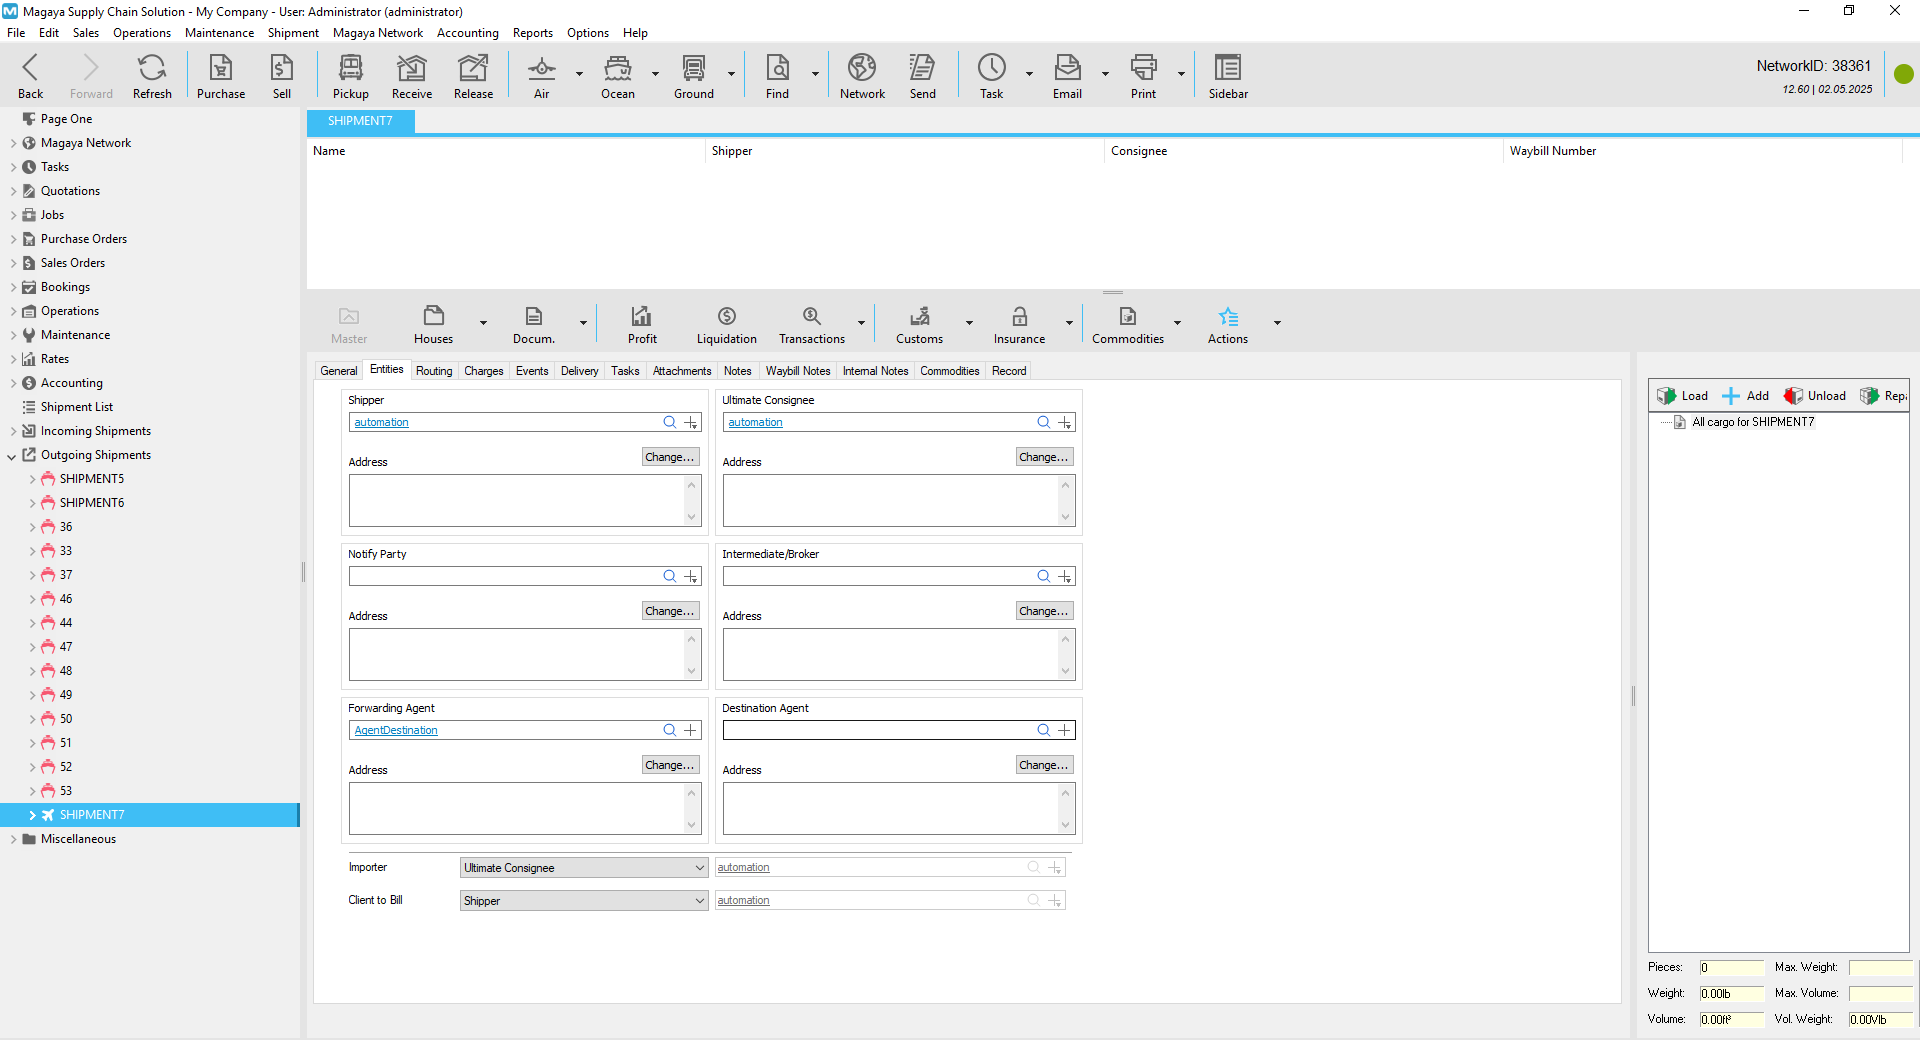 Magaya Supply Chain Solution - My Company - User: Administrator (administrator)
File Edit Sales Operations Maintenance Shipment Magaya Network Accounting Reports Options Help
Back Forward Refresh Purchase Sell Pickup Receive Release Air Ocean Ground Find Network Send Task Email Print Sidebar
NetworkID: 38361
12.60 | 02.05.2025
Page One
Magaya Network
Tasks
Quotations
Jobs
Purchase Orders
Sales Orders
Bookings
Operations
Maintenance
Rates
Accounting
Shipment List
Incoming Shipments
Outgoing Shipments
SHIPMENT5
SHIPMENT6
36
33
37
46
44
47
48
49
50
51
52
53
SHIPMENT7
Miscellaneous
SHIPMENT7
Name Shipper Consignee Waybill Number
Master Houses Docum. Profit Liquidation Transactions Customs Insurance Commodities Actions
General Entities Routing Charges Events Delivery Tasks Attachments Notes Waybill Notes Internal Notes Commodities Record
Shipper
automation
Address Change...
Ultimate Consignee
automation
Address Change...
Notify Party
Address Change...
Intermediate/Broker
Address Change...
Forwarding Agent
AgentDestination
Address Change...
Destination Agent
Address Change...
Importer Ultimate Consignee automation
Client to Bill Shipper automation
Load Add Unload Repa
All cargo for SHIPMENT7
Pieces: 0 Max. Weight:
Weight: 0.00lb Max. Volume:
Volume: 0.00ft³ Vol. Weight: 0.00Vlb